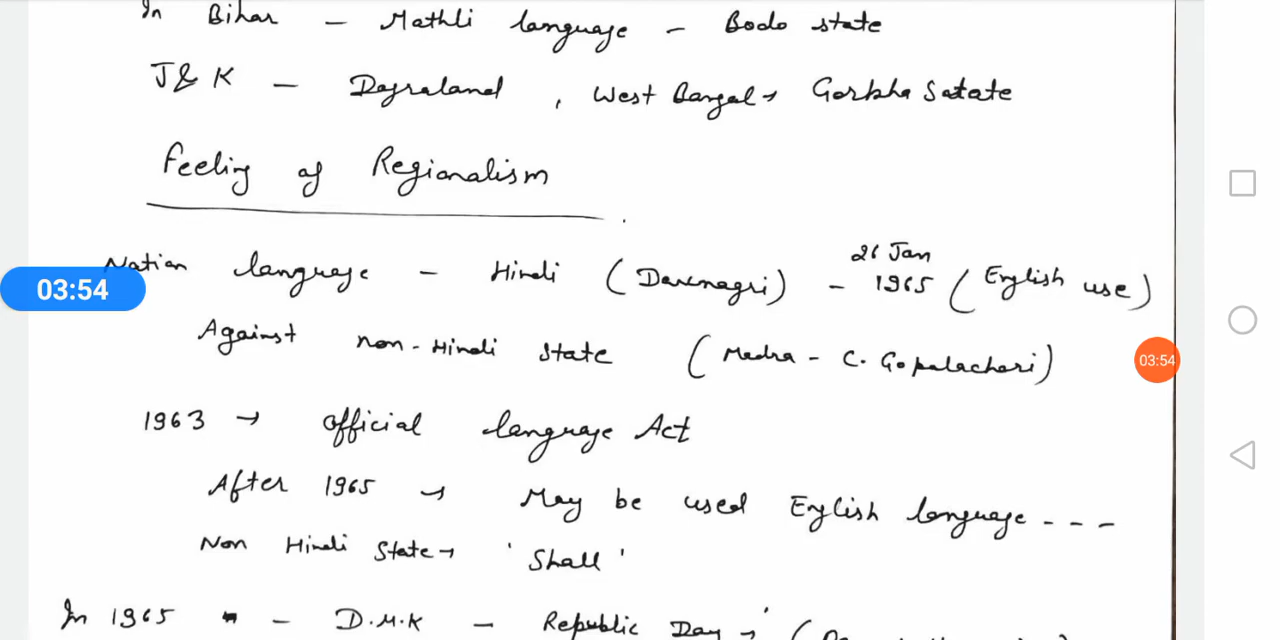 In Bihar - Mathli language - Bodo state
J & K - Dograland , West Bangal → Gorkha Satate
Feeling of Regionalism
26 Jan
Nation language - Hindi (Devnagri) - 1965 (English use)
03:54
Against non-Hindi state (Madra - C. Gopalachari)
03:54
1963 → official language Act
After 1965 → May be used English language - - -
Non Hindi State → 'Shall'
In 1965 - D.M.K - Republic Day →